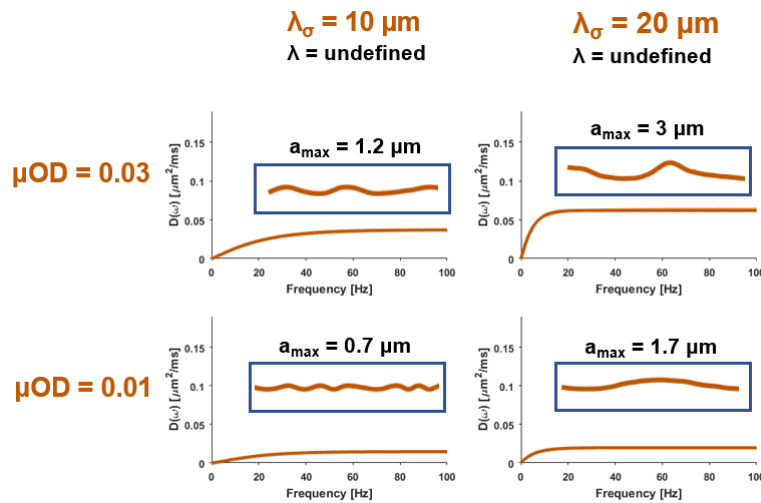 λσ = 10 µm
λ = undefined
λσ = 20 µm
λ = undefined
µOD = 0.03
D(ω) [μm²/ms]
0.15
0.1
0.05
0
amax = 1.2 µm
0 20 40 60 80 100
Frequency [Hz]
D(ω) [μm²/ms]
0.15
0.1
0.05
0
amax = 3 µm
0 20 40 60 80 100
Frequency [Hz]
µOD = 0.01
D(ω) [μm²/ms]
0.15
0.1
0.05
0
amax = 0.7 µm
0 20 40 60 80 100
Frequency [Hz]
D(ω) [μm²/ms]
0.15
0.1
0.05
0
amax = 1.7 µm
0 20 40 60 80 100
Frequency [Hz]